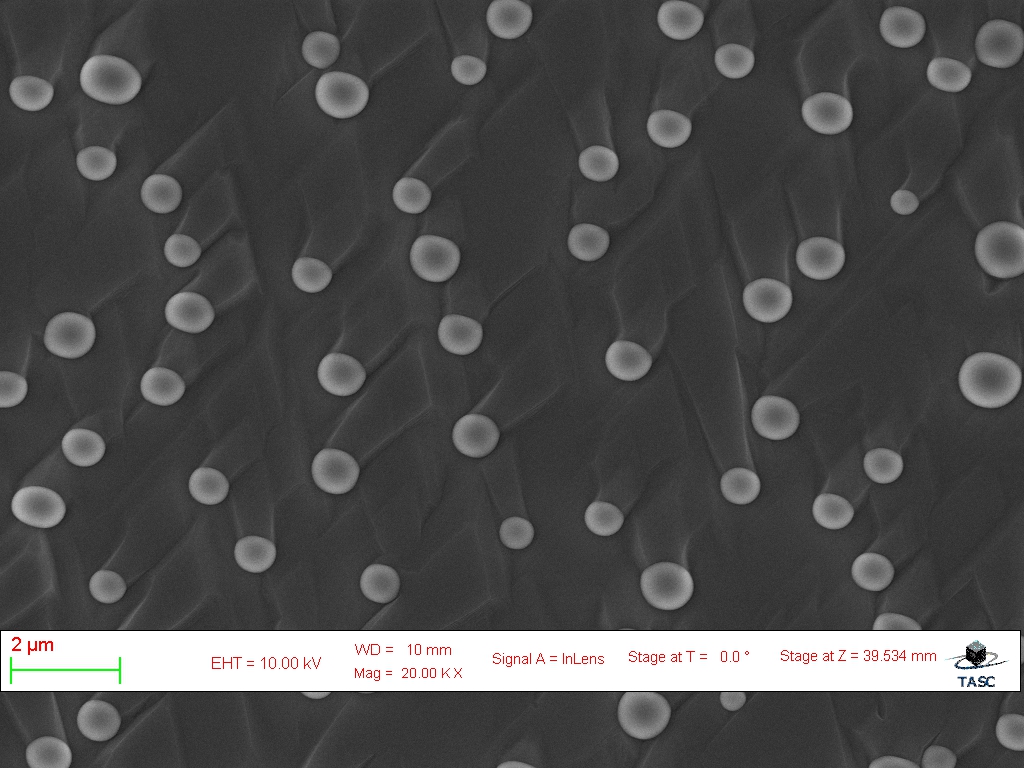 2 µm
EHT = 10.00 kV
WD = 10 mm
Mag = 20.00 K X
Signal A = InLens
Stage at T = 0.0 °
Stage at Z = 39.534 mm
TASC